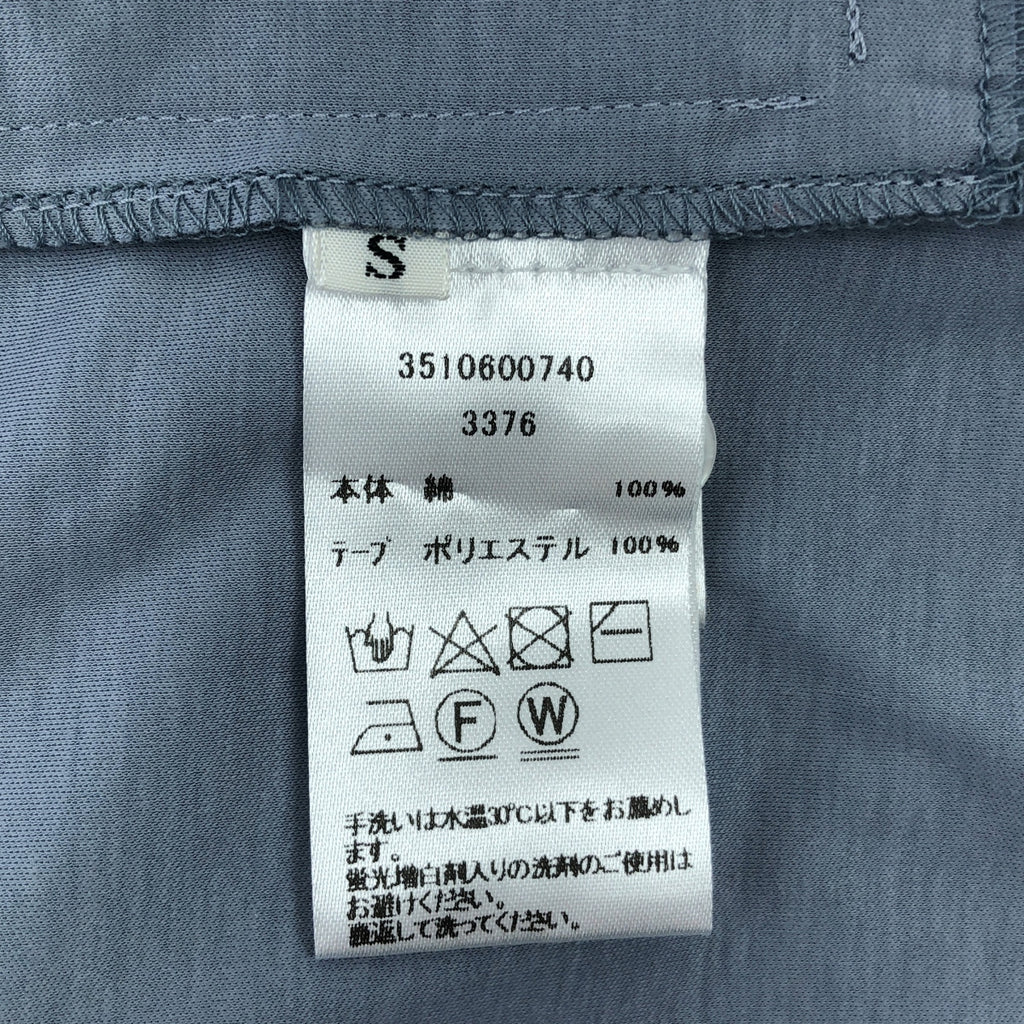 S
3510600740
3376
本体 綿 100%
テープ ポリエステル 100%
F W
手洗いは水温30℃以下をお薦めし
ます。
蛍光増白剤入りの洗剤のご使用は
お避けください。
裏返して洗ってください。